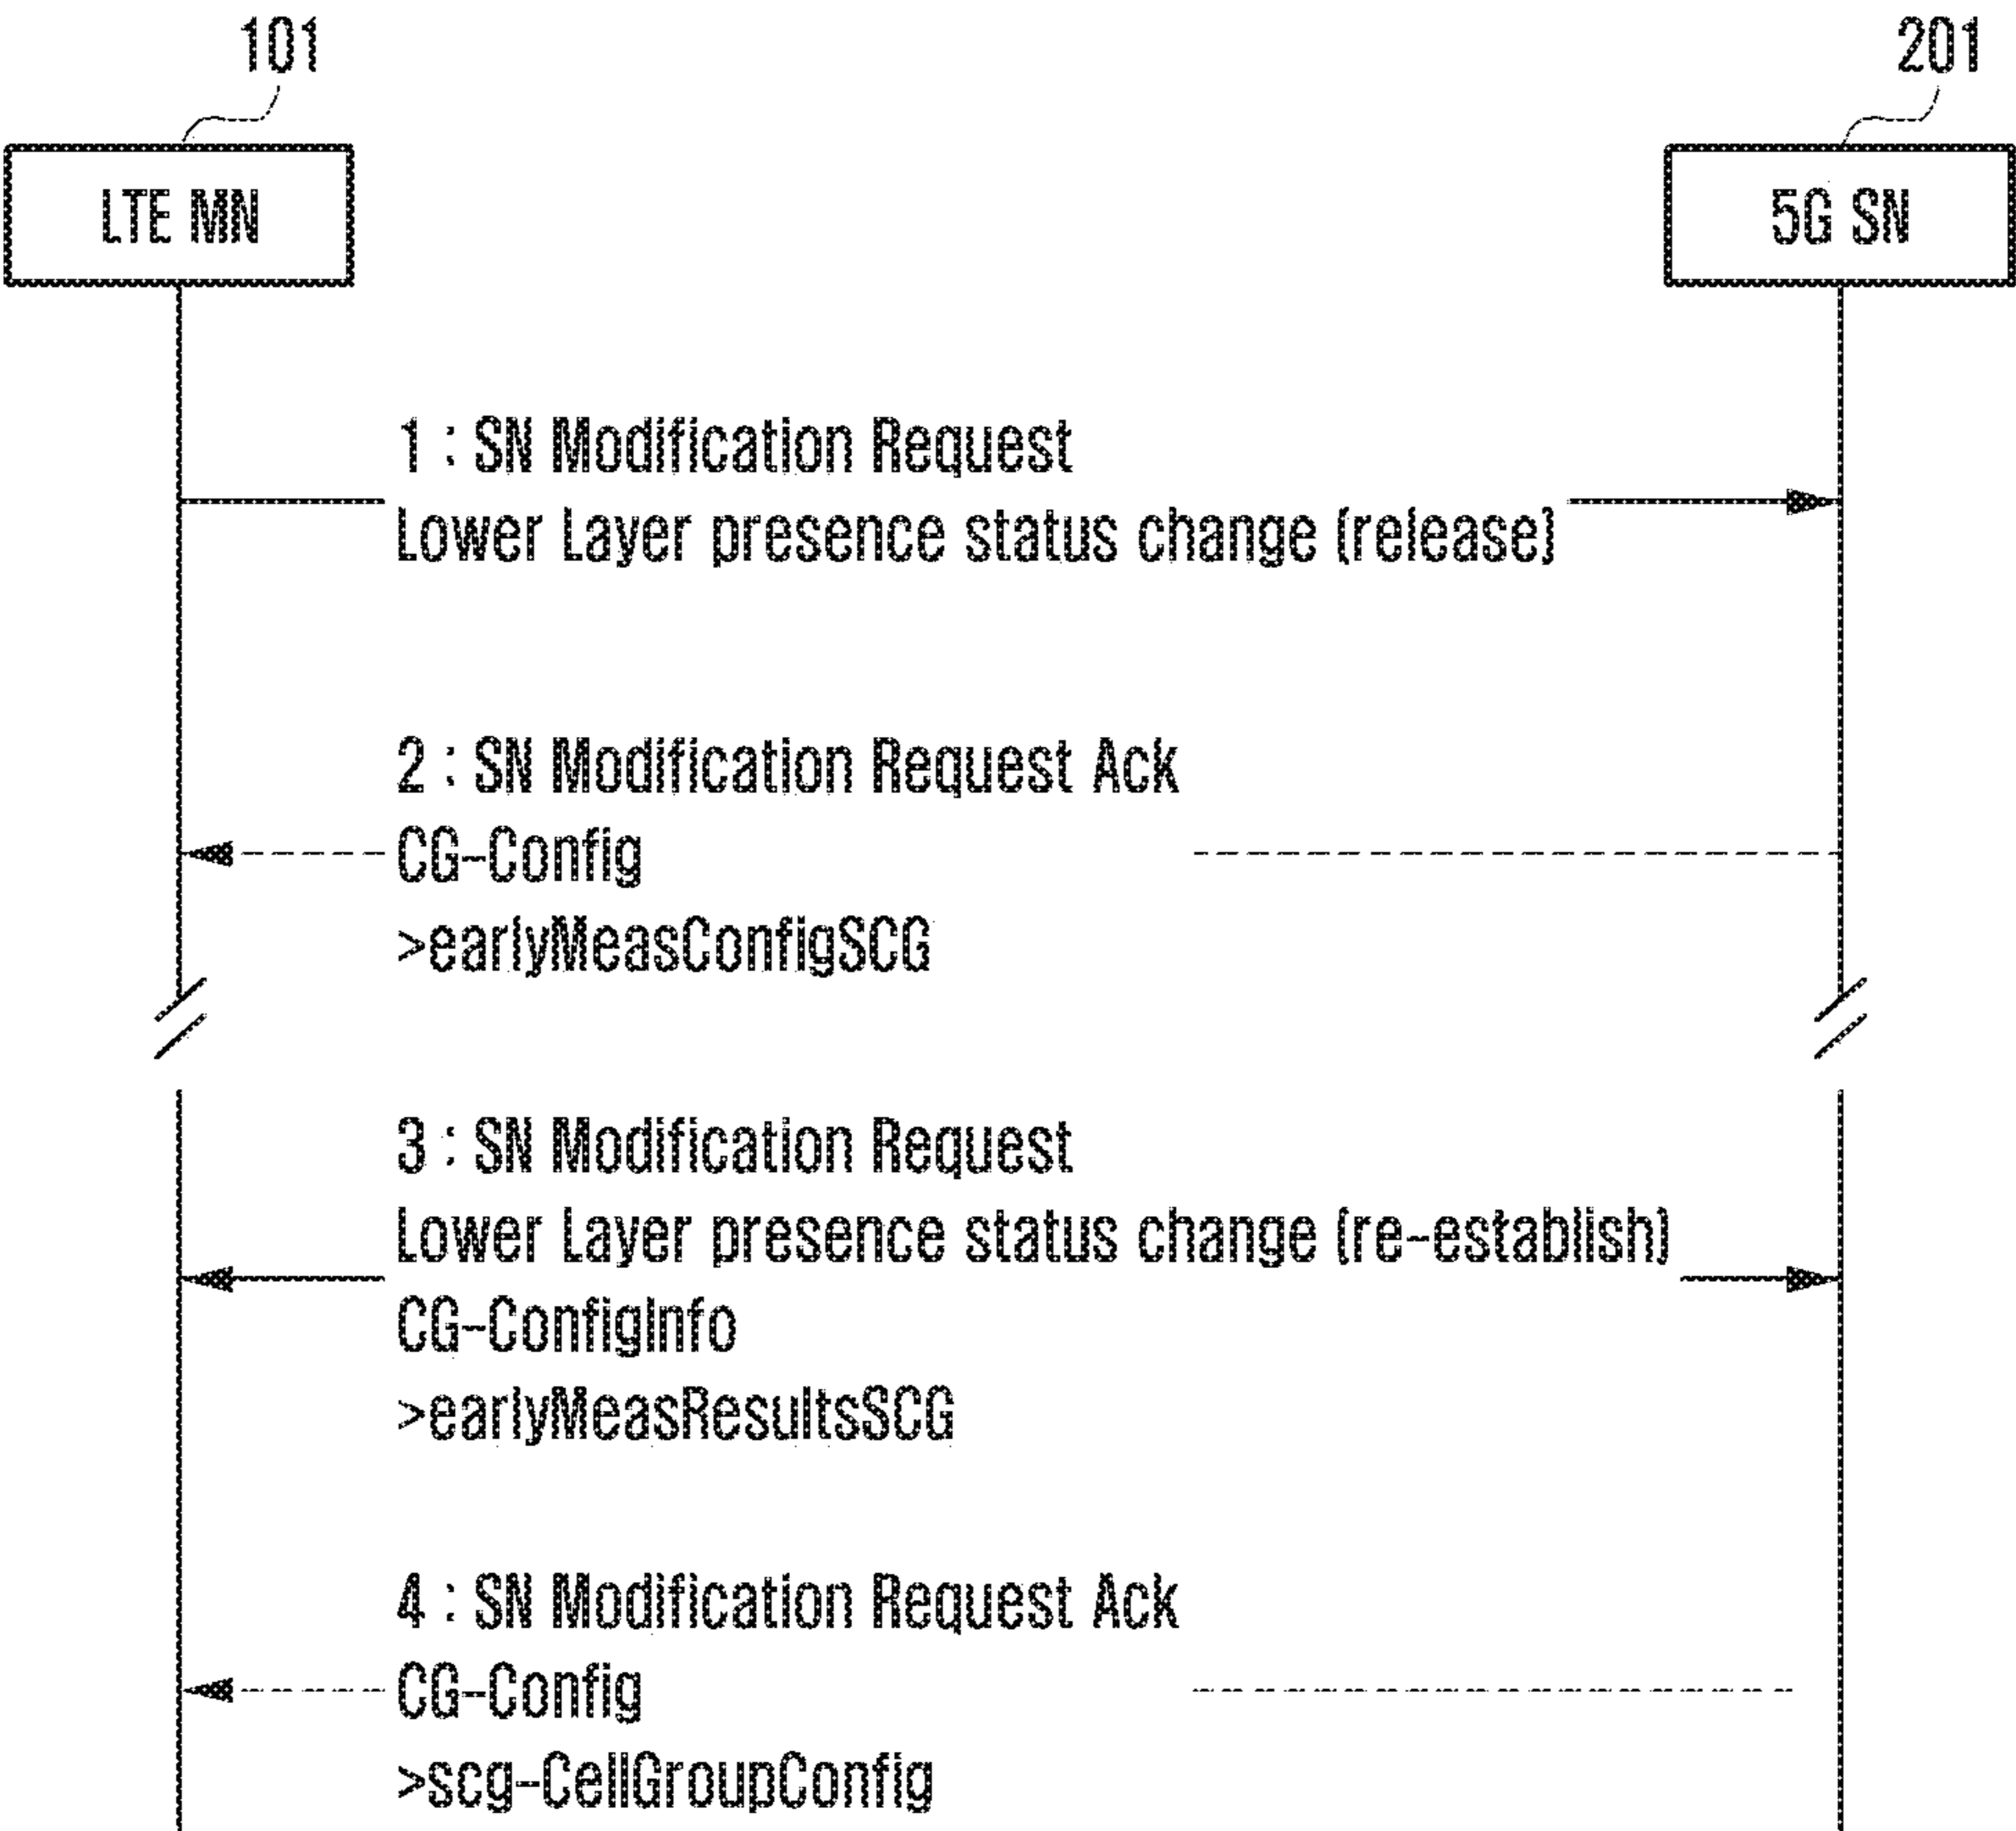 101
201
LTE MN
5G SN
1 : SN Modification Request
Lower Layer presence status change (release)
2 : SN Modification Request Ack
CG-Config
>earlyMeasConfigSCG
3 : SN Modification Request
Lower Layer presence status change (re-establish)
CG-ConfigInfo
>earlyMeasResultsSCG
4 : SN Modification Request Ack
CG-Config
>scg-CellGroupConfig